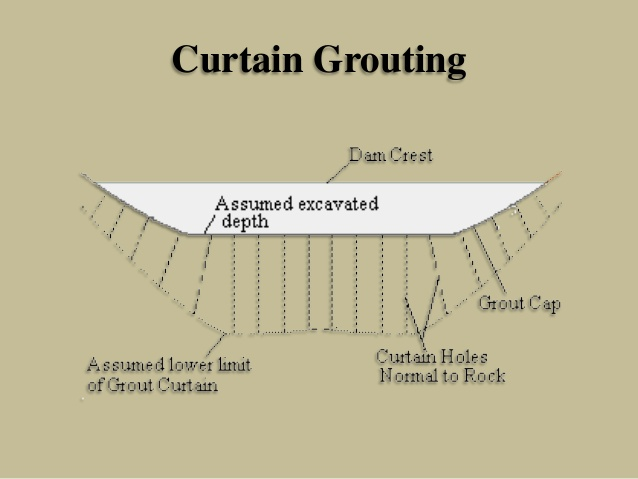 Curtain Grouting
Dam Crest
Assumed excavated
depth
Grout Cap
Assumed lower limit
of Grout Curtain
Curtain Holes
Normal to Rock